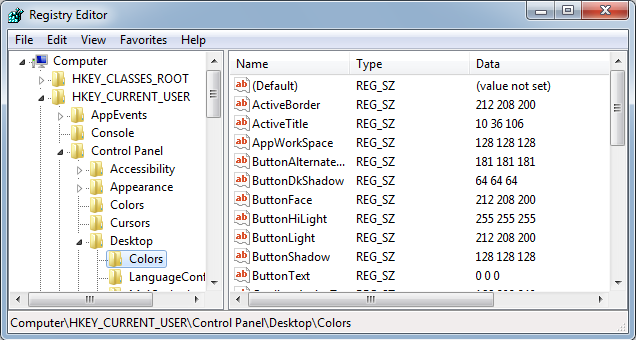 Registry Editor
File Edit View Favorites Help
Computer
HKEY_CLASSES_ROOT
HKEY_CURRENT_USER
AppEvents
Console
Control Panel
Accessibility
Appearance
Colors
Cursors
Desktop
Colors
LanguageConf
Name Type Data
(Default) REG_SZ (value not set)
ActiveBorder REG_SZ 212 208 200
ActiveTitle REG_SZ 10 36 106
AppWorkSpace REG_SZ 128 128 128
ButtonAlternate... REG_SZ 181 181 181
ButtonDkShadow REG_SZ 64 64 64
ButtonFace REG_SZ 212 208 200
ButtonHiLight REG_SZ 255 255 255
ButtonLight REG_SZ 212 208 200
ButtonShadow REG_SZ 128 128 128
ButtonText REG_SZ 0 0 0
Computer\HKEY_CURRENT_USER\Control Panel\Desktop\Colors